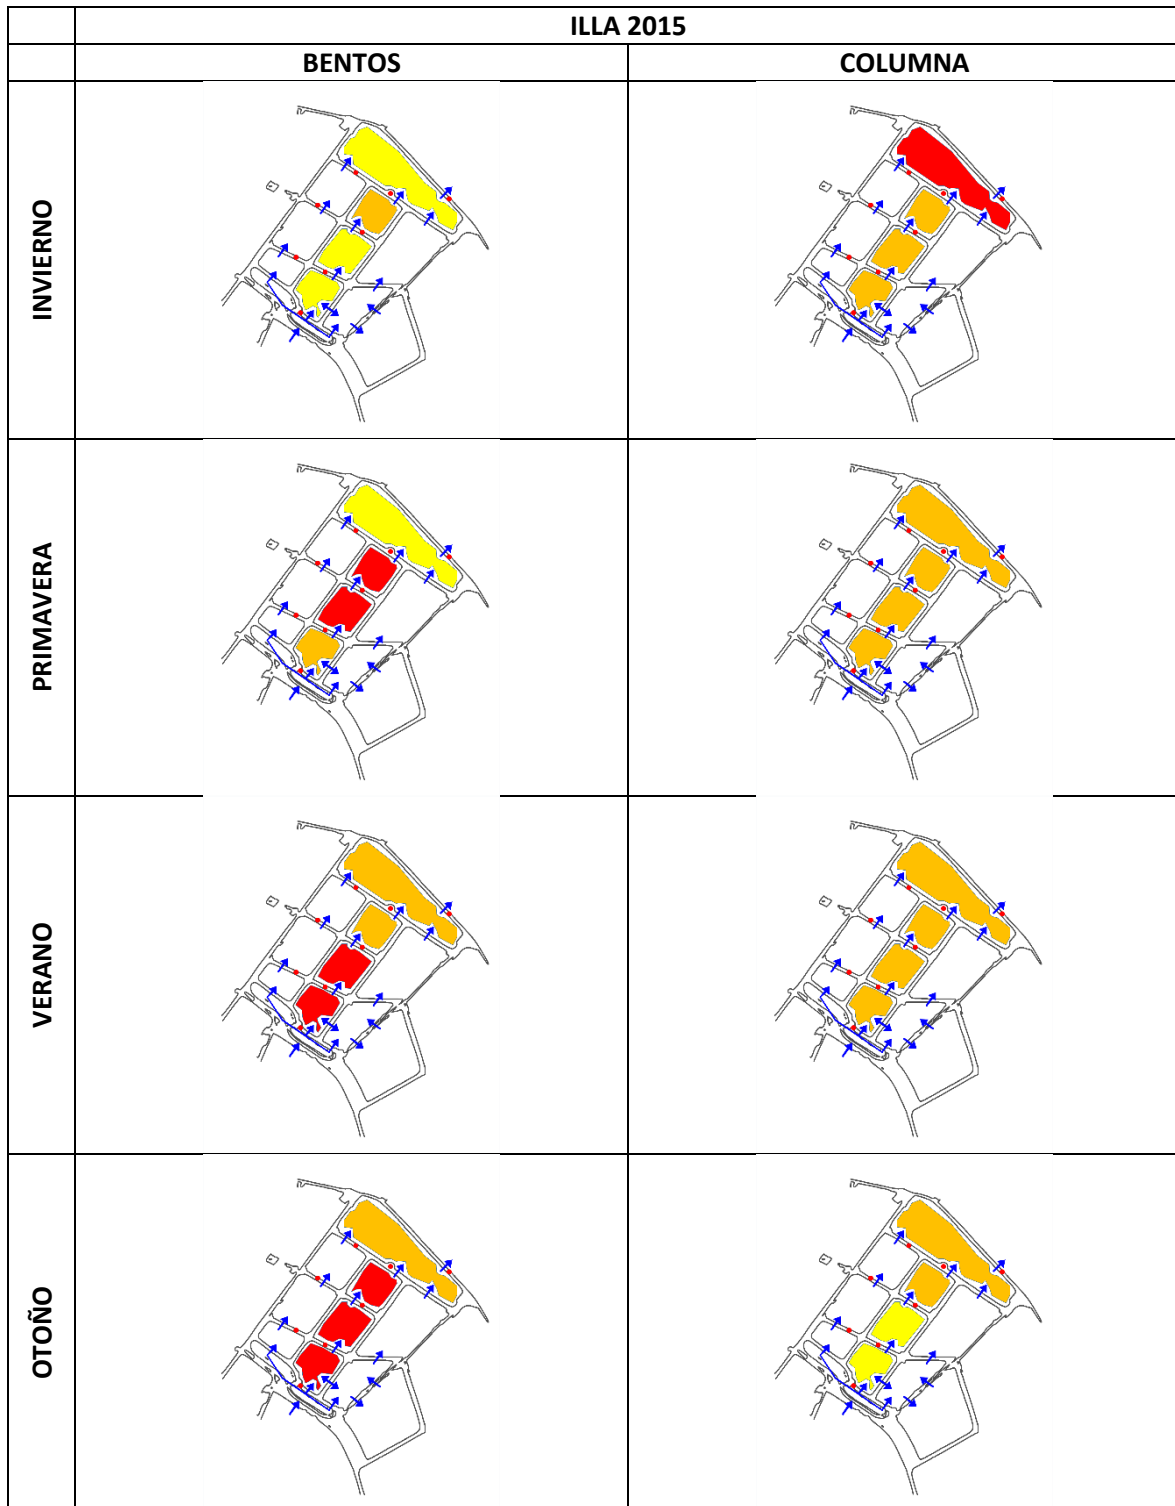 ILLA 2015
BENTOS
COLUMNA
INVIERNO
PRIMAVERA
VERANO
OTOÑO